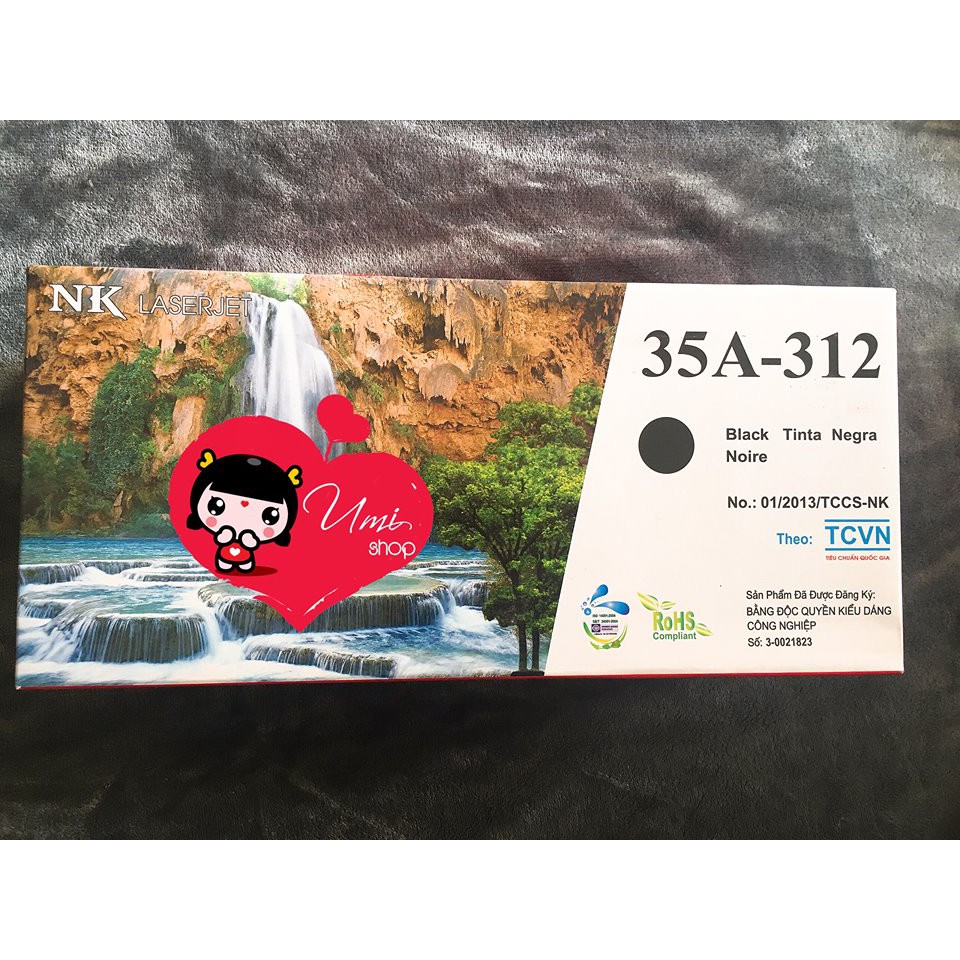 NK LASERJET
35A-312
Black Tinta Negra
Noire
No.: 01/2013/TCCS-NK
Theo: TCVN
TIÊU CHUẨN QUỐC GIA
Umi
shop
RoHS
Compliant
Sản Phẩm Đã Được Đăng Ký:
BẰNG ĐỘC QUYỀN KIỂU DÁNG
CÔNG NGHIỆP
Số: 3-0021823